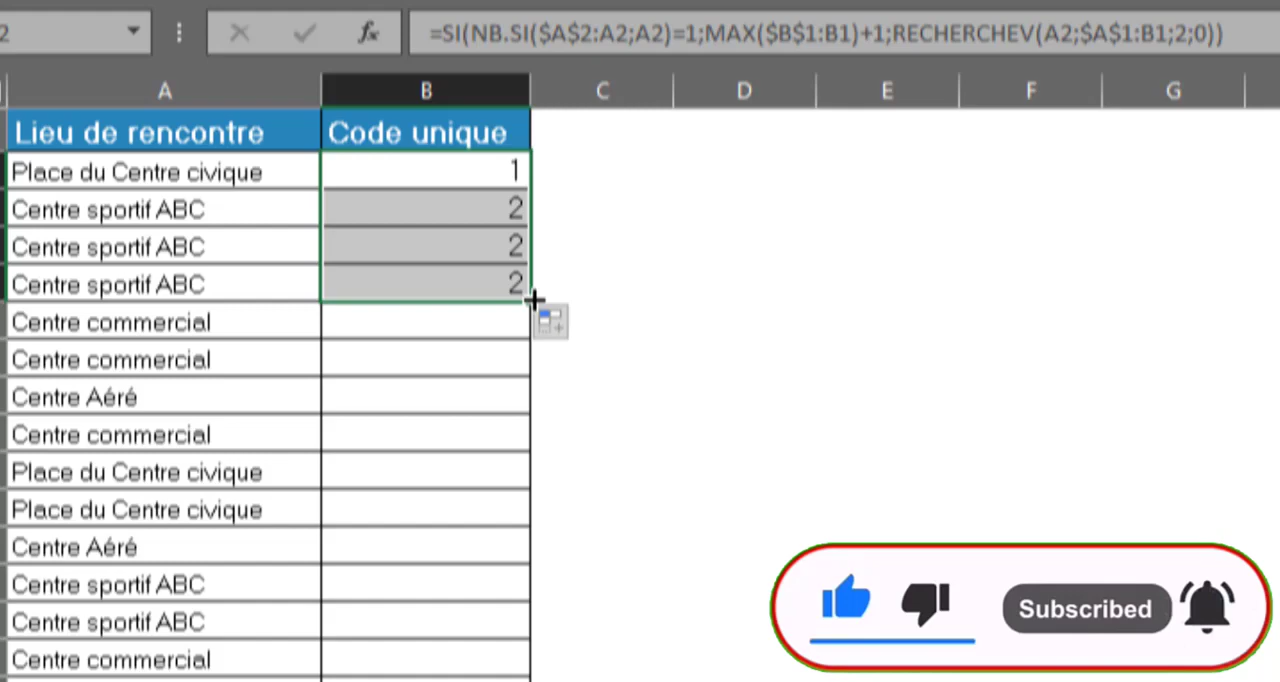 2
fx =SI(NB.SI($A$2:A2;A2)=1;MAX($B$1:B1)+1;RECHERCHEV(A2;$A$1:B1;2;0))
A B C D E F G
Lieu de rencontre Code unique
Place du Centre civique 1
Centre sportif ABC 2
Centre sportif ABC 2
Centre sportif ABC 2
Centre commercial
Centre commercial
Centre Aéré
Centre commercial
Place du Centre civique
Place du Centre civique
Centre Aéré
Centre sportif ABC
Centre sportif ABC
Centre commercial
Subscribed